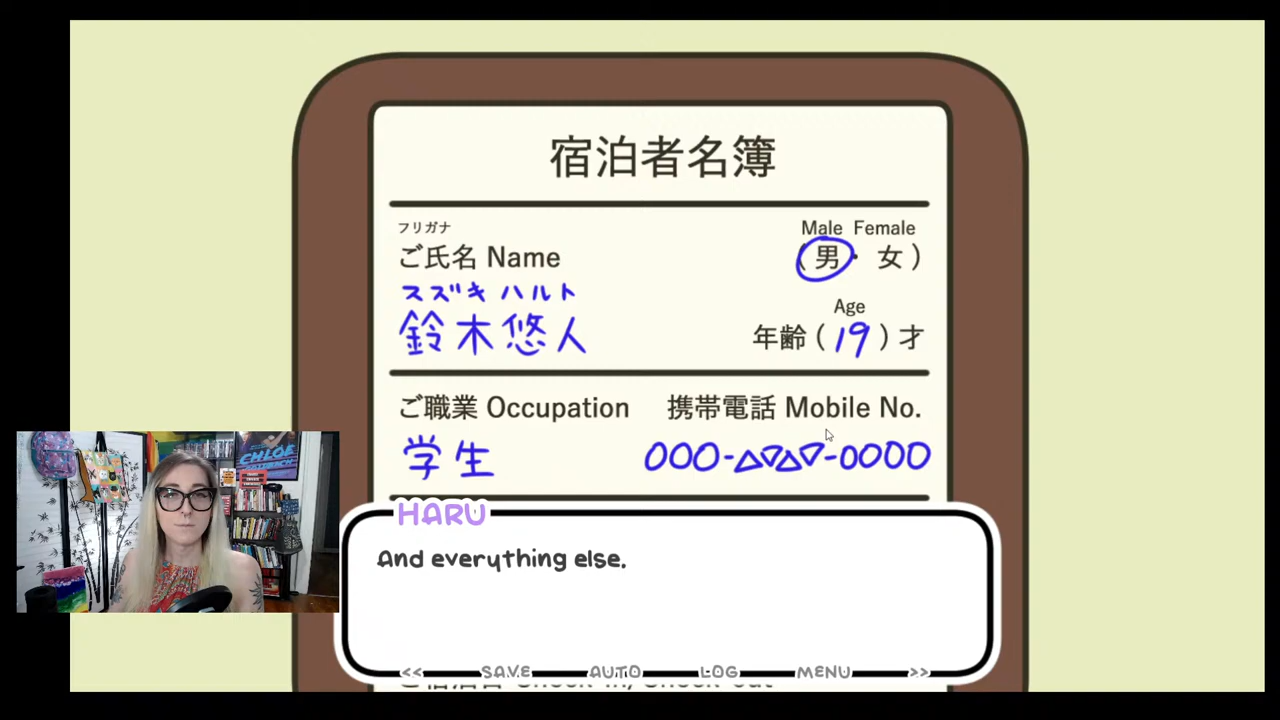 宿泊者名簿
フリガナ
Male Female
ご氏名 Name
(男・女)
スズキ ハルト
鈴木悠人
Age
年齢(19)才
ご職業 Occupation
携帯電話 Mobile No.
学生
000-△▽△▽-0000
CHLOE
HARU
And everything else.
<< SAVE AUTO LOG MENU >>